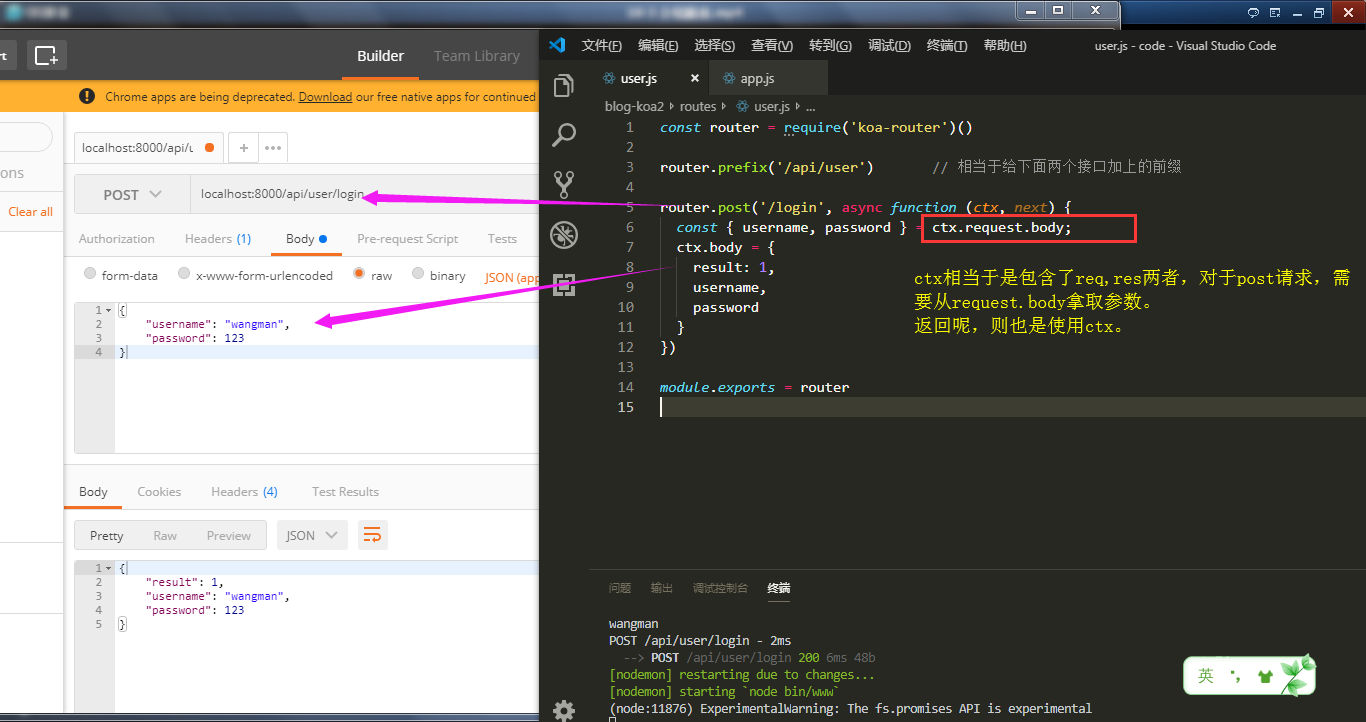 Builder
Team Library
Chrome apps are being deprecated. Download our free native apps for continued
ons
Clear all
localhost:8000/api/u
POST
localhost:8000/api/user/login
Authorization
Headers (1)
Body
Pre-request Script
Tests
form-data
x-www-form-urlencoded
raw
binary
JSON (app
1 {
2 "username": "wangman",
3 "password": 123
4 }
Body
Cookies
Headers (4)
Test Results
Pretty
Raw
Preview
JSON
1 {
2 "result": 1,
3 "username": "wangman",
4 "password": 123
5 }
文件(F) 编辑(E) 选择(S) 查看(V) 转到(G) 调试(D) 终端(T) 帮助(H)
user.js - code - Visual Studio Code
user.js
app.js
blog-koa2 › routes › user.js › ...
1 const router = require('koa-router')()
2
3 router.prefix('/api/user') // 相当于给下面两个接口加上的前缀
4
5 router.post('/login', async function (ctx, next) {
6 const { username, password } = ctx.request.body;
7 ctx.body = {
8 result: 1,
9 username,
10 password
11 }
12 })
13
14 module.exports = router
15
ctx相当于是包含了req,res两者，对于post请求，需
要从request.body拿取参数。
返回呢，则也是使用ctx。
问题 输出 调试控制台 终端
wangman
POST /api/user/login - 2ms
--> POST /api/user/login 200 6ms 48b
[nodemon] restarting due to changes...
[nodemon] starting `node bin/www`
(node:11876) ExperimentalWarning: The fs.promises API is experimental
英